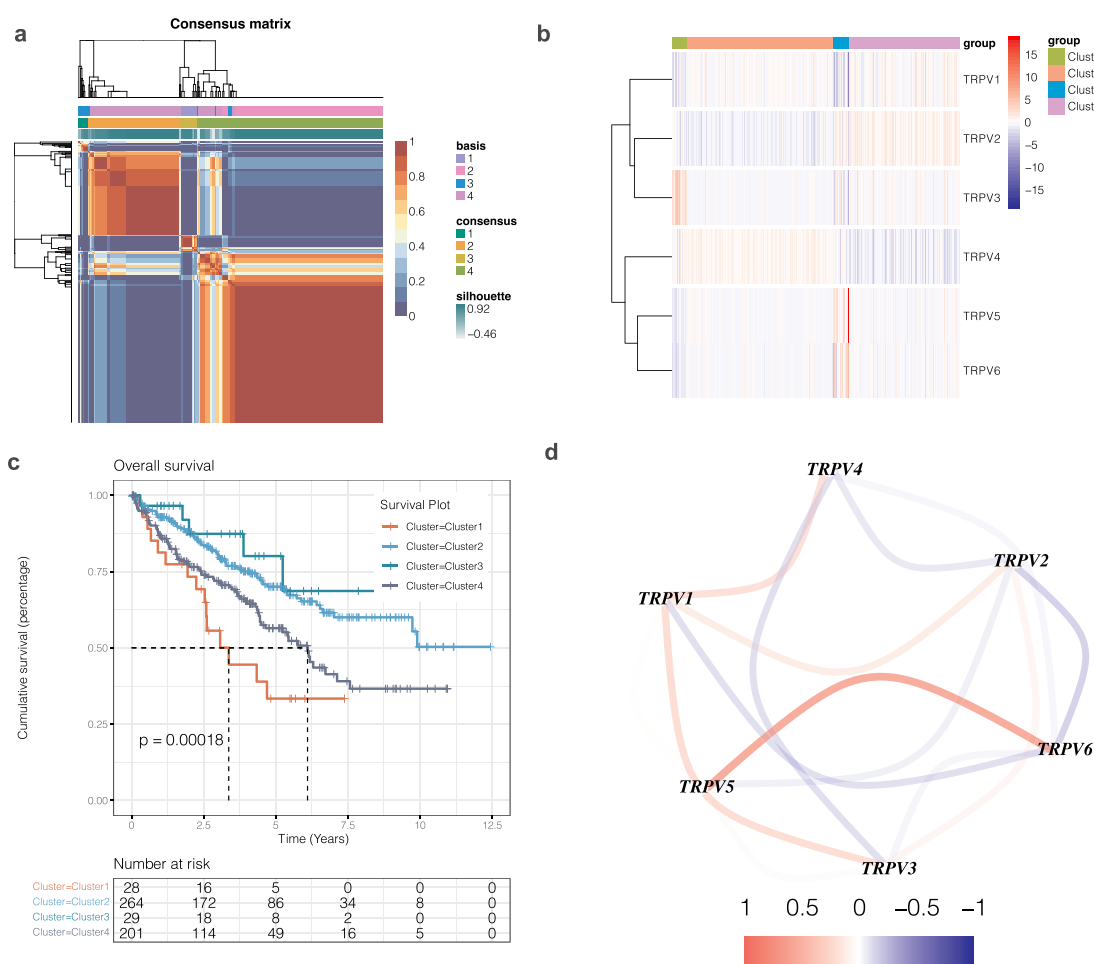 a
Consensus matrix
1
0.8
0.6
0.4
0.2
0
basis
1
2
3
4
consensus
1
2
3
4
silhouette
0.92
−0.46
b
group
TRPV1
TRPV2
TRPV3
TRPV4
TRPV5
TRPV6
15
10
5
0
−5
−10
−15
group
Clust
Clust
Clust
Clust
c
Overall survival
Cumulative survival (percentage)
1.00
0.75
0.50
0.25
0.00
Survival Plot
Cluster=Cluster1
Cluster=Cluster2
Cluster=Cluster3
Cluster=Cluster4
p = 0.00018
0 2.5 5 7.5 10 12.5
Time (Years)
Number at risk
Cluster=Cluster1 28 16 5 0 0 0
Cluster=Cluster2 264 172 86 34 8 0
Cluster=Cluster3 29 18 8 2 0 0
Cluster=Cluster4 201 114 49 16 5 0
d
TRPV4
TRPV2
TRPV1
TRPV6
TRPV5
TRPV3
1 0.5 0 −0.5 −1